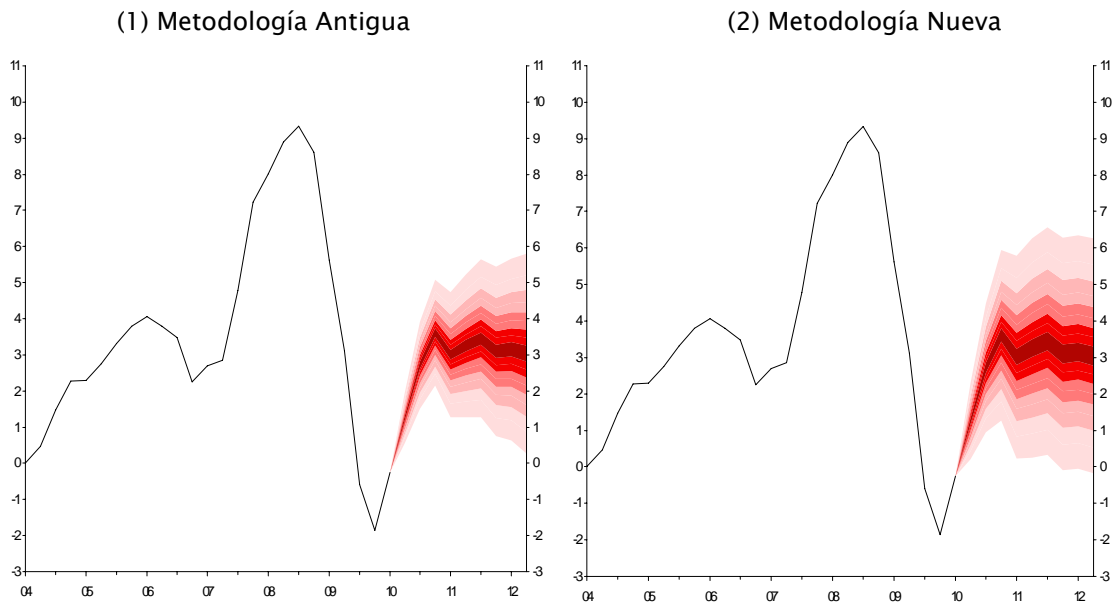 (1) Metodología Antigua
(2) Metodología Nueva
11 11 11 11
10 10 10 10
9 9 9 9
8 8 8 8
7 7 7 7
6 6 6 6
5 5 5 5
4 4 4 4
3 3 3 3
2 2 2 2
1 1 1 1
0 0 0 0
-1 -1 -1 -1
-2 -2 -2 -2
-3 -3 -3 -3
04 05 06 07 08 09 10 11 12
04 05 06 07 08 09 10 11 12